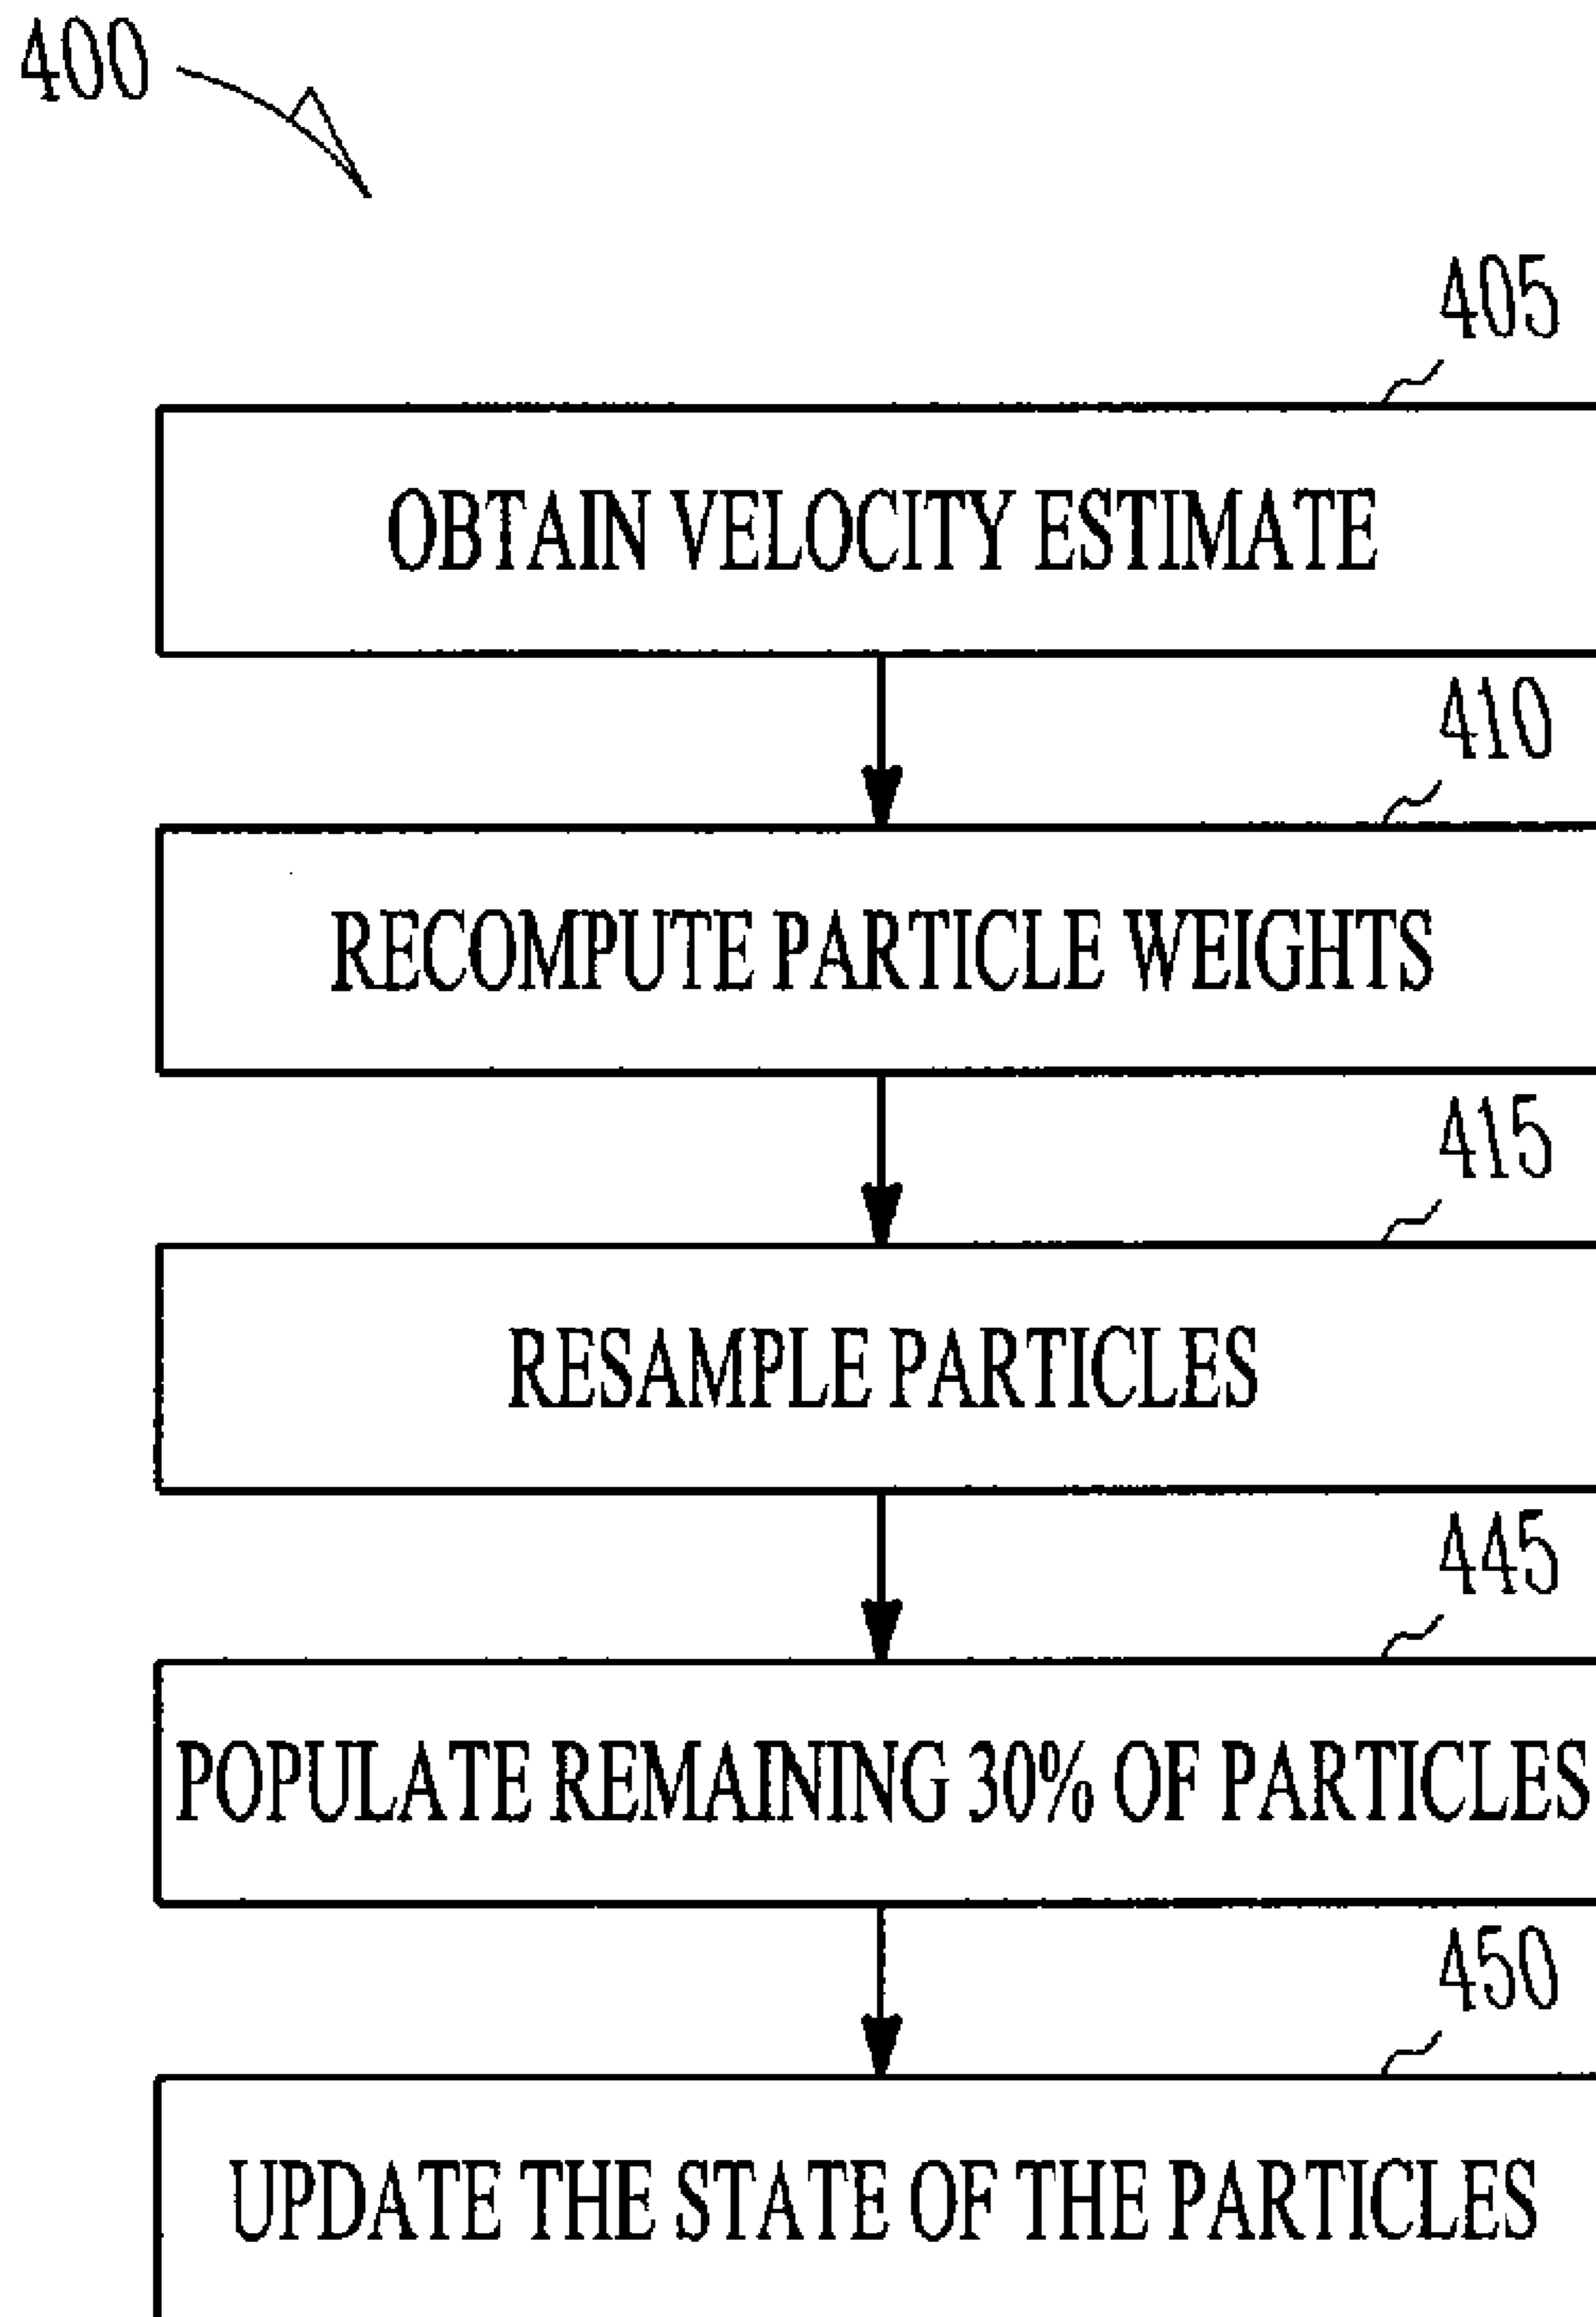 400
405
OBTAIN VELOCITY ESTIMATE
410
RECOMPUTE PARTICLE WEIGHTS
415
RESAMPLE PARTICLES
445
POPULATE REMAINING 30% OF PARTICLES
450
UPDATE THE STATE OF THE PARTICLES